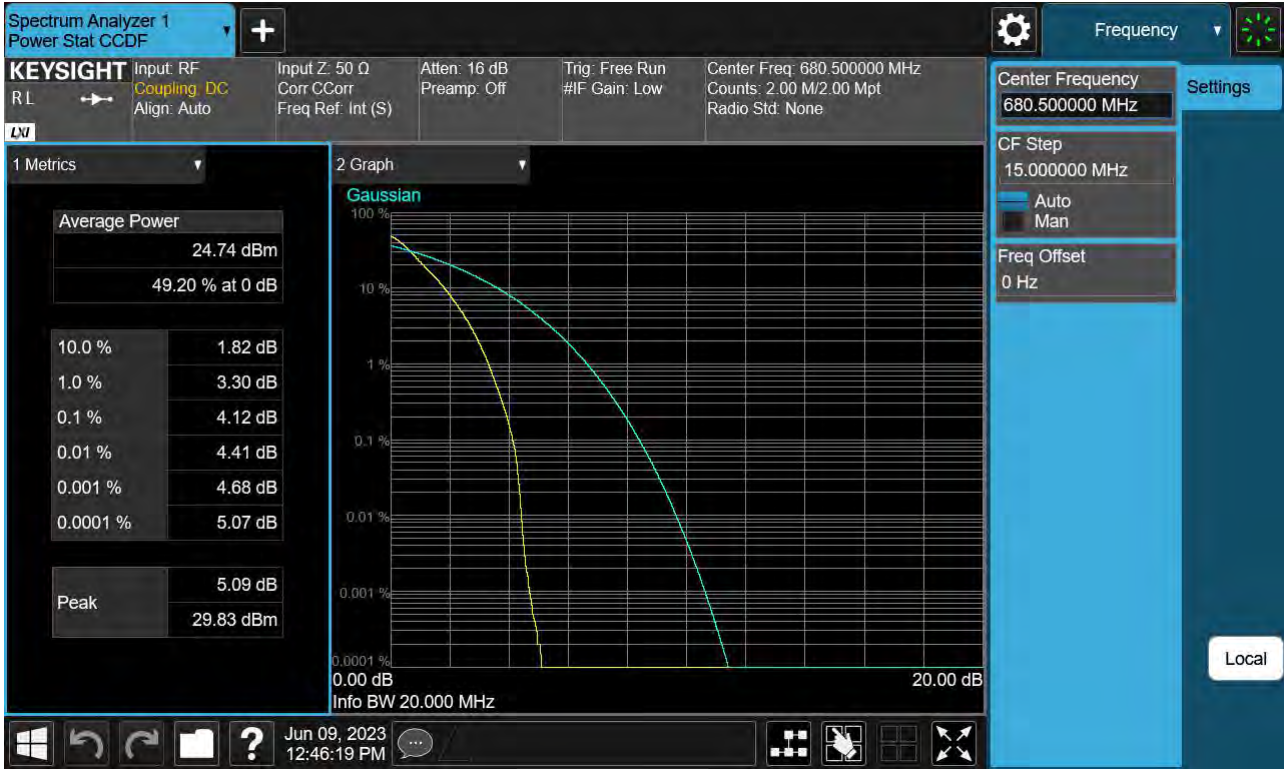 Spectrum Analyzer 1
Power Stat CCDF
+
Frequency
KEYSIGHT
RL
LXI
Input: RF
Coupling: DC
Align: Auto
Input Z: 50 Ω
Corr CCorr
Freq Ref: Int (S)
Atten: 16 dB
Preamp: Off
Trig: Free Run
#IF Gain: Low
Center Freq: 680.500000 MHz
Counts: 2.00 M/2.00 Mpt
Radio Std: None
Center Frequency
680.500000 MHz
Settings
CF Step
15.000000 MHz
Auto
Man
Freq Offset
0 Hz
1 Metrics
Average Power
24.74 dBm
49.20 % at 0 dB
10.0 % 1.82 dB
1.0 % 3.30 dB
0.1 % 4.12 dB
0.01 % 4.41 dB
0.001 % 4.68 dB
0.0001 % 5.07 dB
Peak
5.09 dB
29.83 dBm
2 Graph
Gaussian
100 %
10 %
1 %
0.1 %
0.01 %
0.001 %
0.0001 %
0.00 dB 20.00 dB
Info BW 20.000 MHz
Local
?
Jun 09, 2023
12:46:19 PM